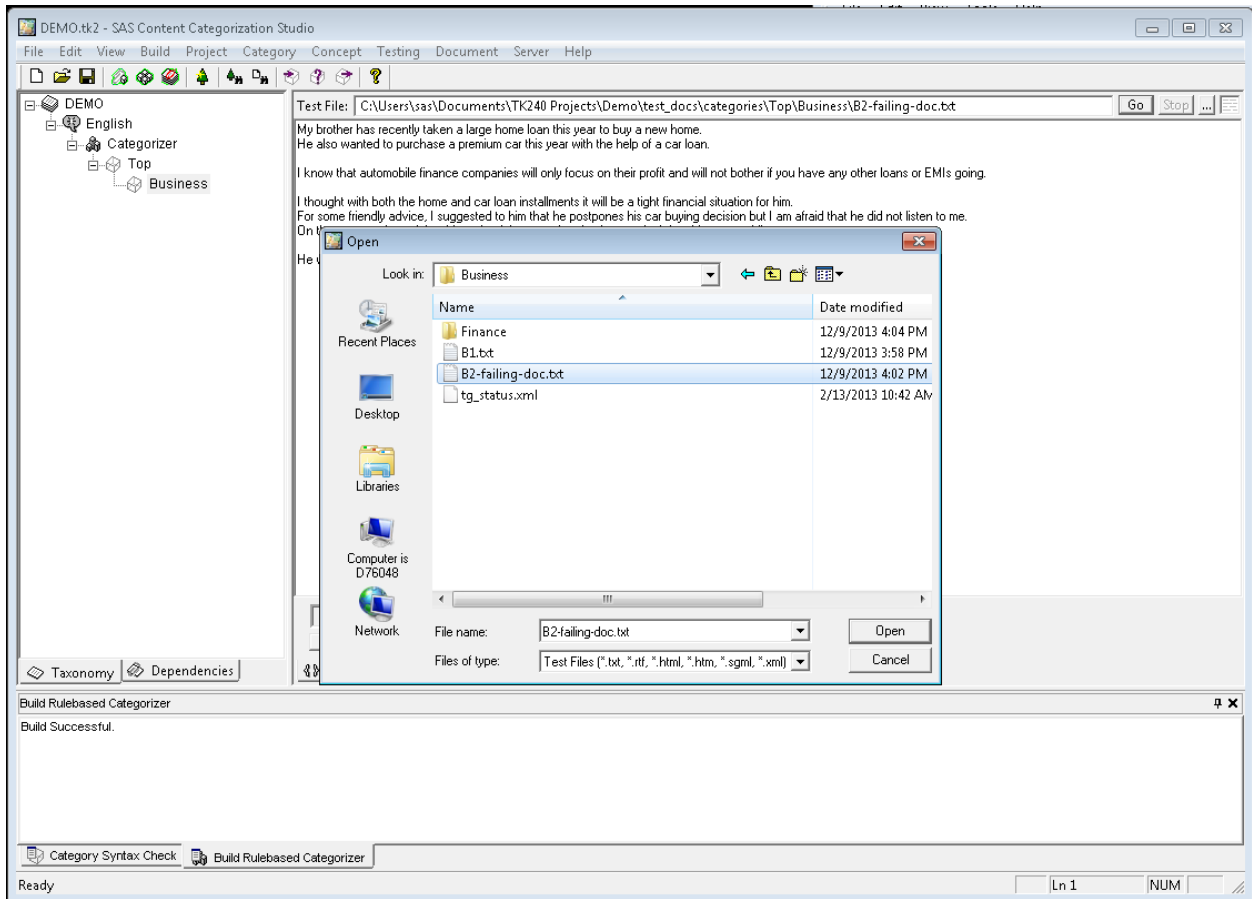 DEMO.tk2 - SAS Content Categorization Studio
File Edit View Build Project Category Concept Testing Document Server Help
DEMO
English
Categorizer
Top
Business
Test File: C:\Users\sas\Documents\TK240 Projects\Demo\test_docs\categories\Top\Business\B2-failing-doc.txt Go Stop ...
My brother has recently taken a large home loan this year to buy a new home.
He also wanted to purchase a premium car this year with the help of a car loan.
I know that automobile finance companies will only focus on their profit and will not bother if you have any other loans or EMIs going.
I thought with both the home and car loan installments it will be a tight financial situation for him.
For some friendly advice, I suggested to him that he postpones his car buying decision but I am afraid that he did not listen to me.
On
He
Open
Look in: Business
Name Date modified
Finance 12/9/2013 4:04 PM
B1.txt 12/9/2013 3:58 PM
B2-failing-doc.txt 12/9/2013 4:02 PM
tg_status.xml 2/13/2013 10:42 AM
Recent Places
Desktop
Libraries
Computer is
D76048
Network
File name: B2-failing-doc.txt Open
Files of type: Test Files (*.txt, *.rtf, *.html, *.htm, *.sgml, *.xml) Cancel
Taxonomy Dependencies
Build Rulebased Categorizer
Build Successful.
Category Syntax Check Build Rulebased Categorizer
Ready Ln 1 NUM